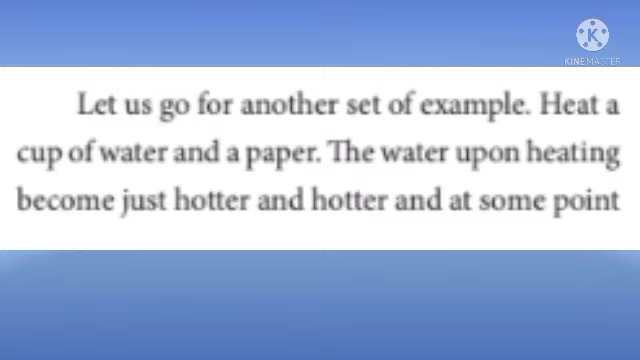 K
KINEMASTER
Let us go for another set of example. Heat a
cup of water and a paper. The water upon heating
become just hotter and hotter and at some point